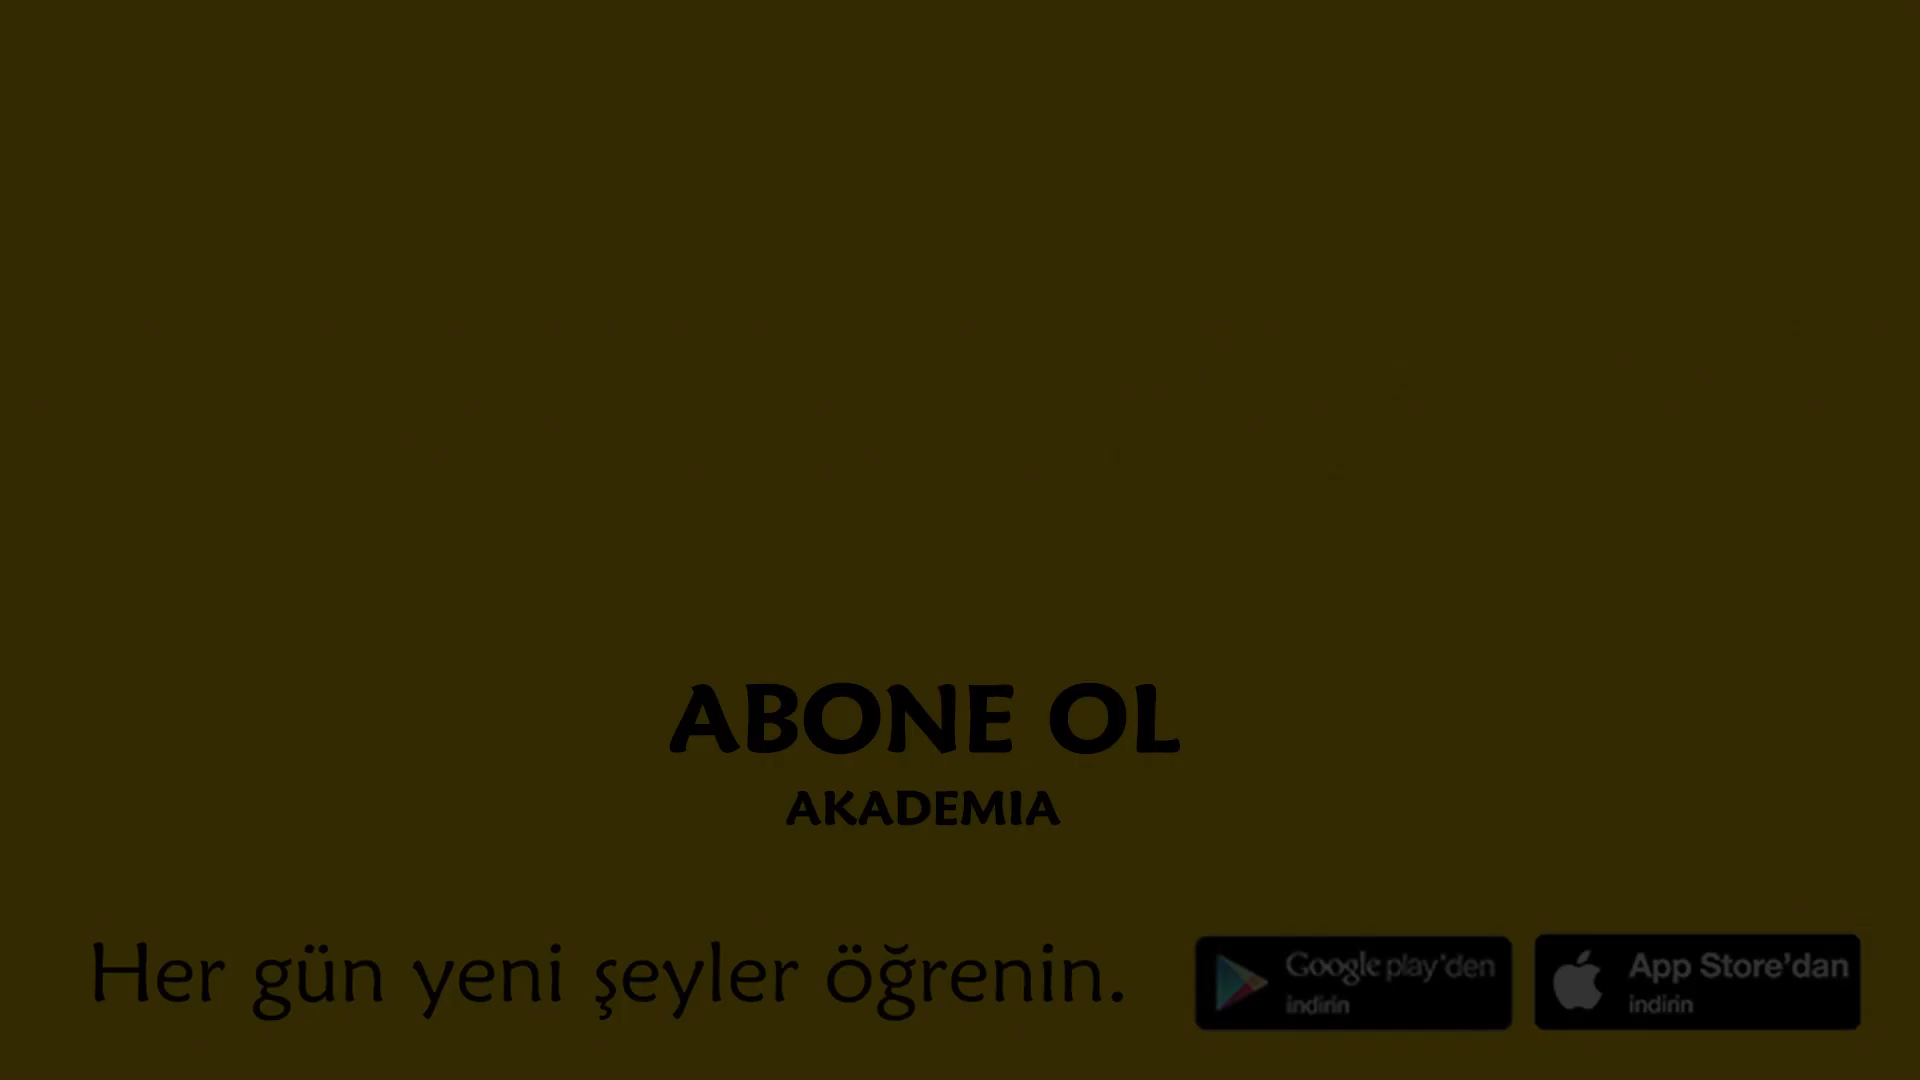 ABONE OL
AKADEMIA
Her gün yeni şeyler öğrenin.
Google play'den
indirin
App Store'dan
indirin